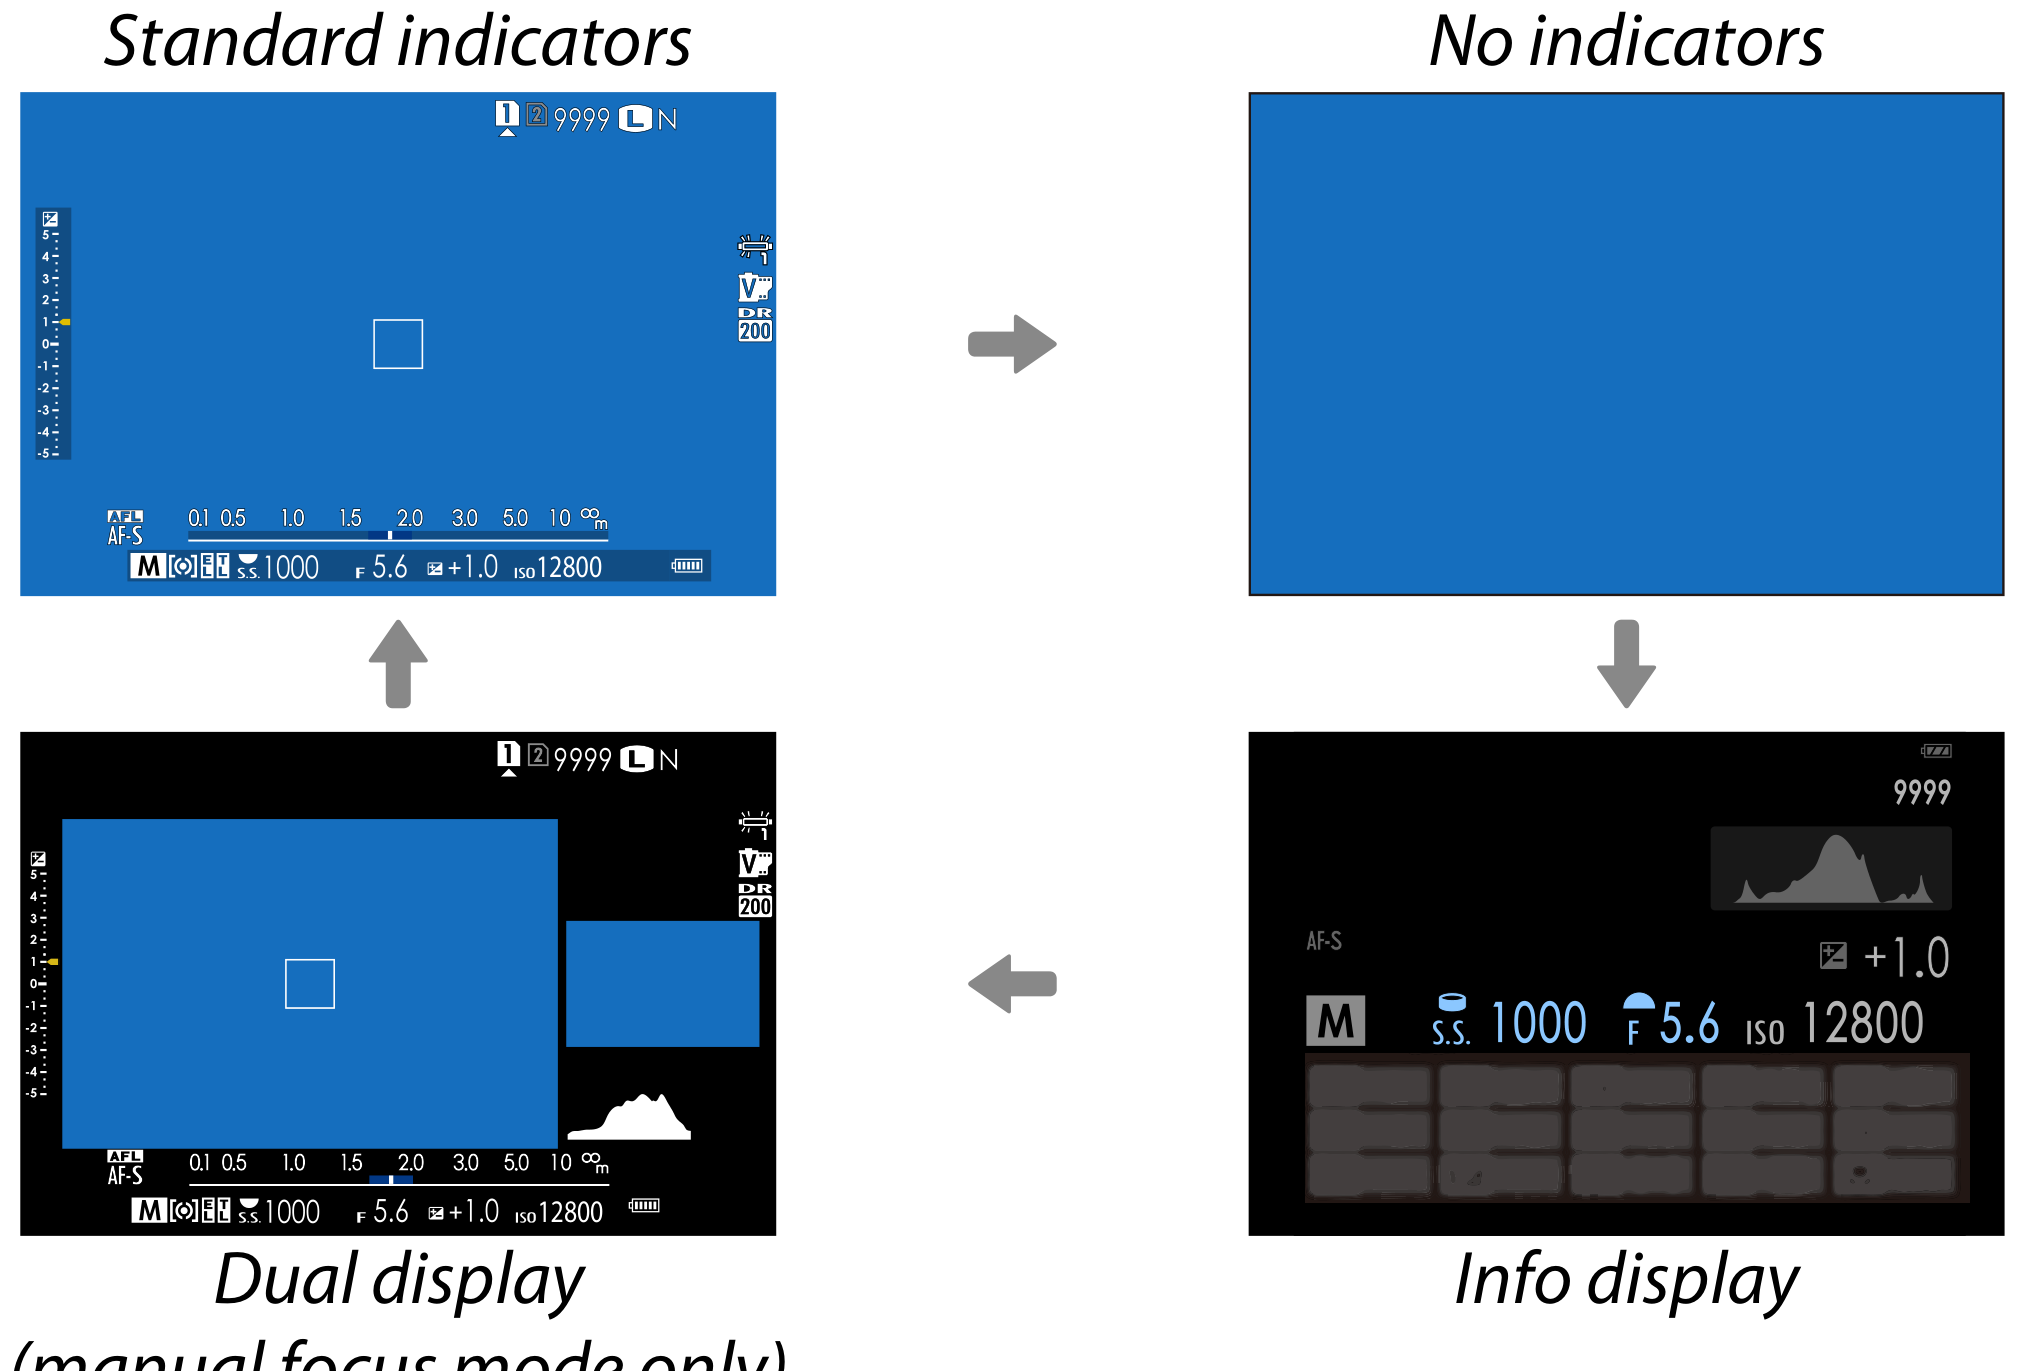 Standard indicators
No indicators
1 2 9999 L N
5
4
3
2
1
0
-1
-2
-3
-4
-5
1
V
DR
200
AFL
AF-S
0.1 0.5 1.0 1.5 2.0 3.0 5.0 10 ∞ m
M S.S. 1000 F 5.6 +1.0 ISO 12800
1 2 9999 L N
5
4
3
2
1
0
-1
-2
-3
-4
-5
1
V
DR
200
AFL
AF-S
0.1 0.5 1.0 1.5 2.0 3.0 5.0 10 ∞ m
M S.S. 1000 F 5.6 +1.0 ISO 12800
9999
AF-S
+1.0
M S.S. 1000 F 5.6 ISO 12800
Dual display
(manual focus mode only)
Info display